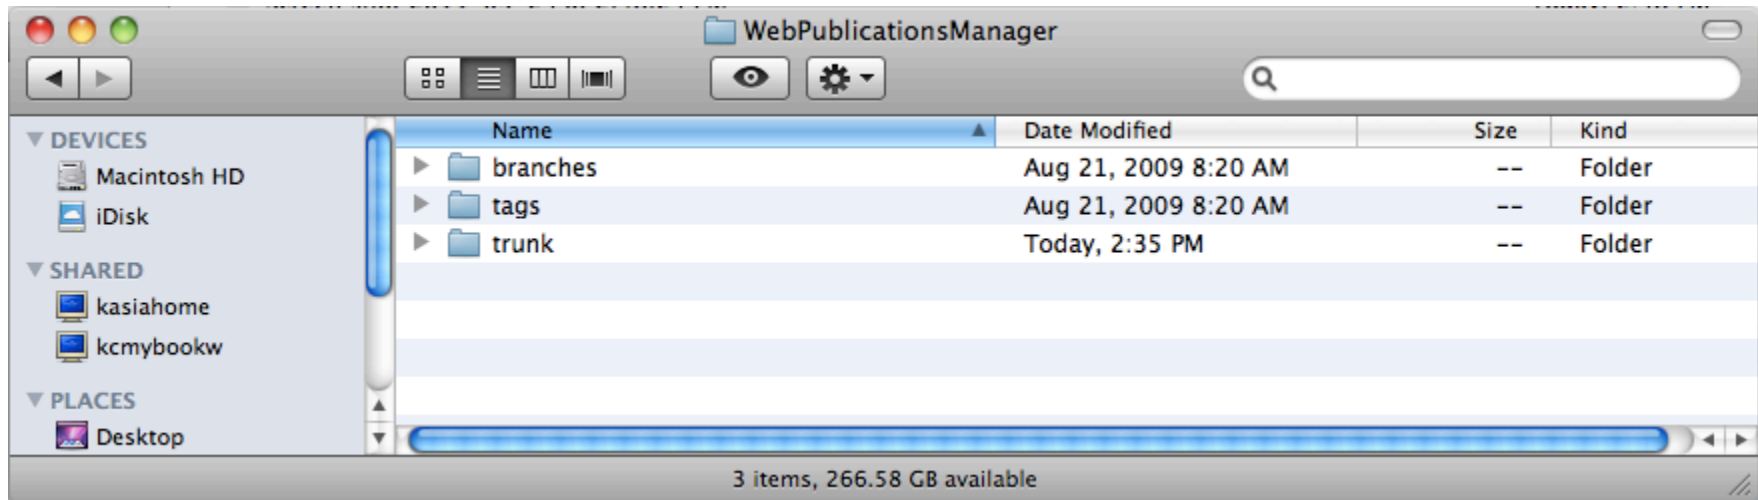 WebPublicationsManager
DEVICES
Macintosh HD
iDisk
SHARED
kasiahome
kcmybookw
PLACES
Desktop
Name Date Modified Size Kind
branches Aug 21, 2009 8:20 AM -- Folder
tags Aug 21, 2009 8:20 AM -- Folder
trunk Today, 2:35 PM -- Folder
3 items, 266.58 GB available